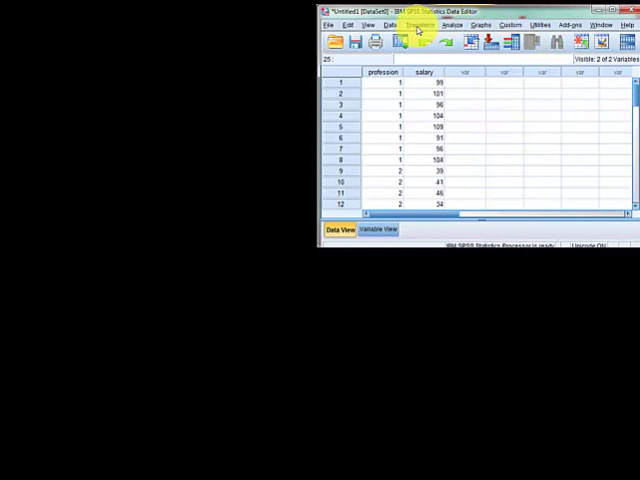 *Untitled1 [DataSet0] - IBM SPSS Statistics Data Editor
File Edit View Data Transform Analyze Graphs Custom Utilities Add-ons Window Help
25 :
Visible: 2 of 2 Variables
profession salary var var var var var
1 1 99
2 1 101
3 1 96
4 1 104
5 1 109
6 1 91
7 1 96
8 1 104
9 2 39
10 2 41
11 2 46
12 2 34
Data View Variable View
IBM SPSS Statistics Processor is ready Unicode:ON